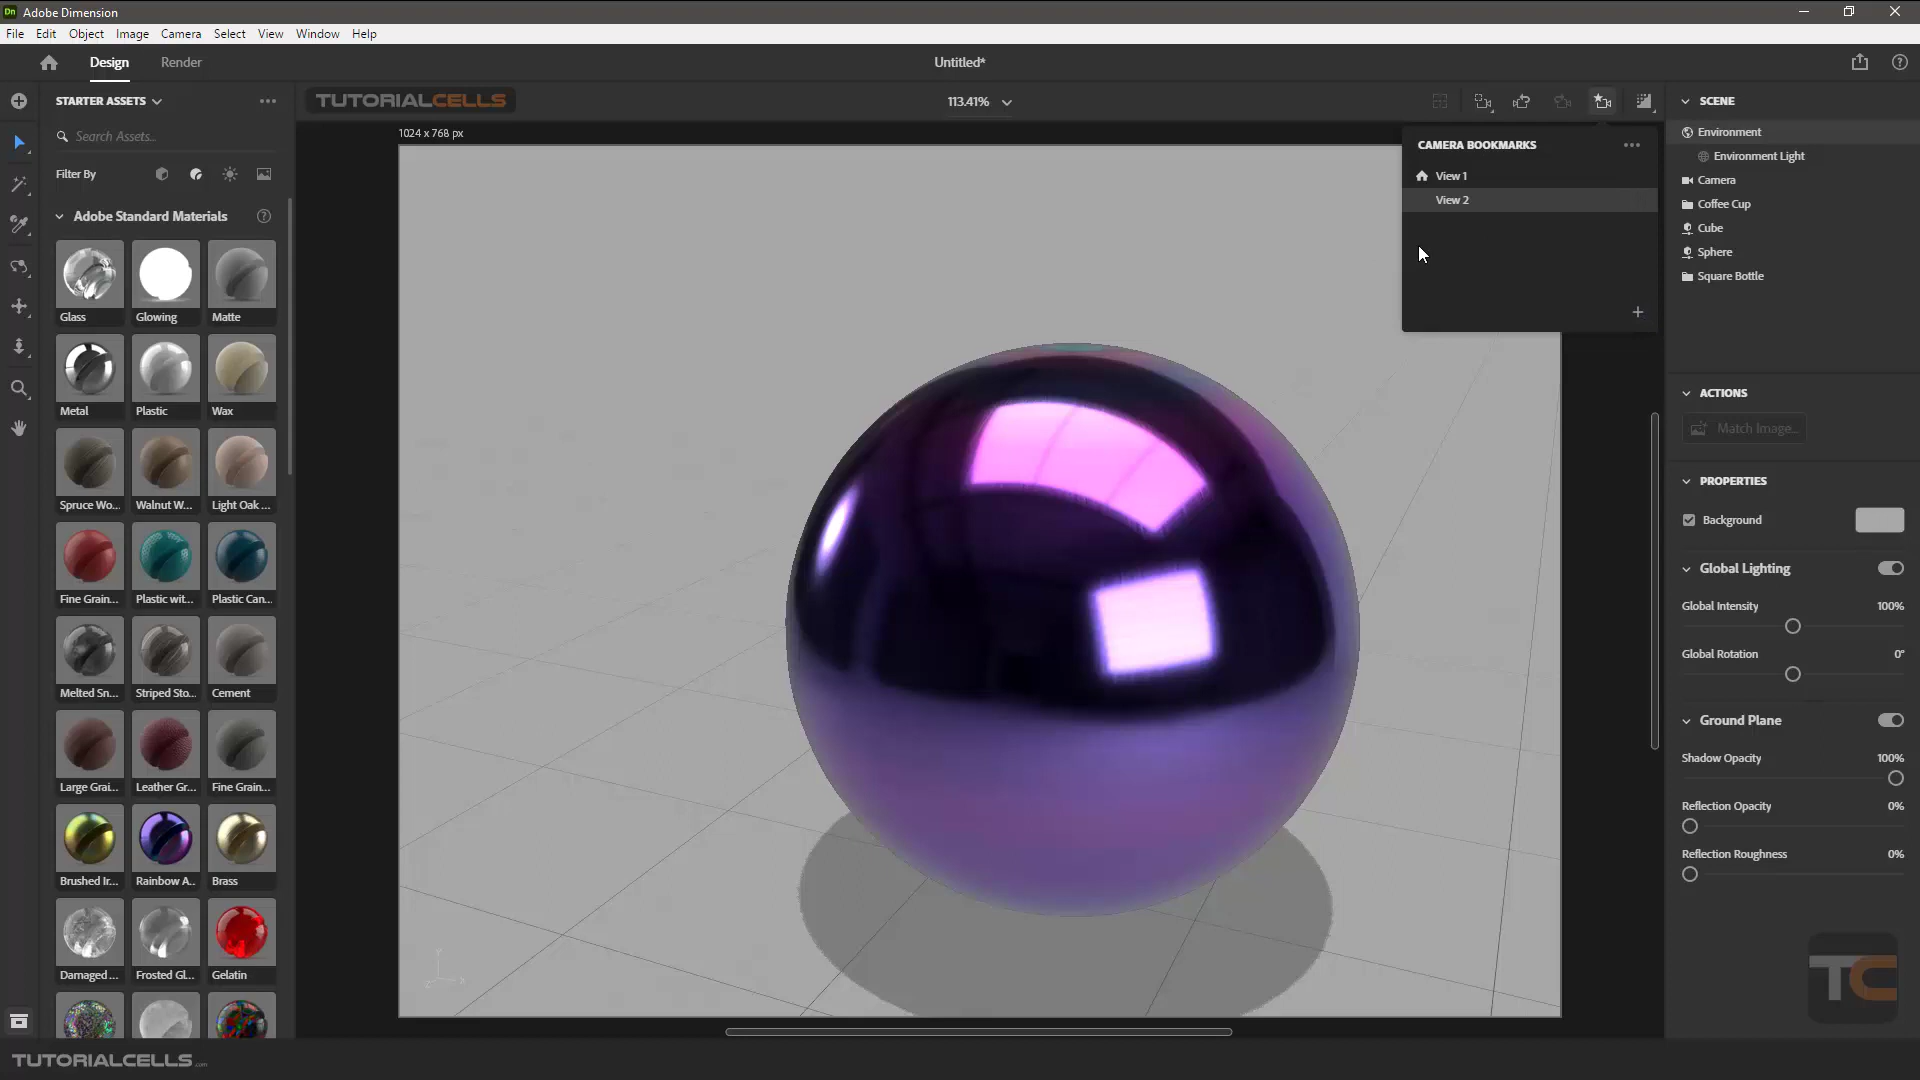 Dn Adobe Dimension
File Edit Object Image Camera Select View Window Help
Design Render Untitled*
STARTER ASSETS
TUTORIALCELLS
113.41%
Search Assets...
Filter By
Adobe Standard Materials
Glass Glowing Matte
Metal Plastic Wax
Spruce Wo... Walnut W... Light Oak ...
Fine Grain... Plastic wit... Plastic Can...
Melted Sn... Striped Sto... Cement
Large Grai... Leather Gr... Fine Grain...
Brushed Ir... Rainbow A.. Brass
Damaged ... Frosted Gl... Gelatin
1024 x 768 px
CAMERA BOOKMARKS
View 1
View 2
Y
X
Z
SCENE
Environment
Environment Light
Camera
Coffee Cup
Cube
Sphere
Square Bottle
ACTIONS
Match Image...
PROPERTIES
Background
Global Lighting
Global Intensity 100%
Global Rotation 0°
Ground Plane
Shadow Opacity 100%
Reflection Opacity 0%
Reflection Roughness 0%
TC
TUTORIALCELLS.com